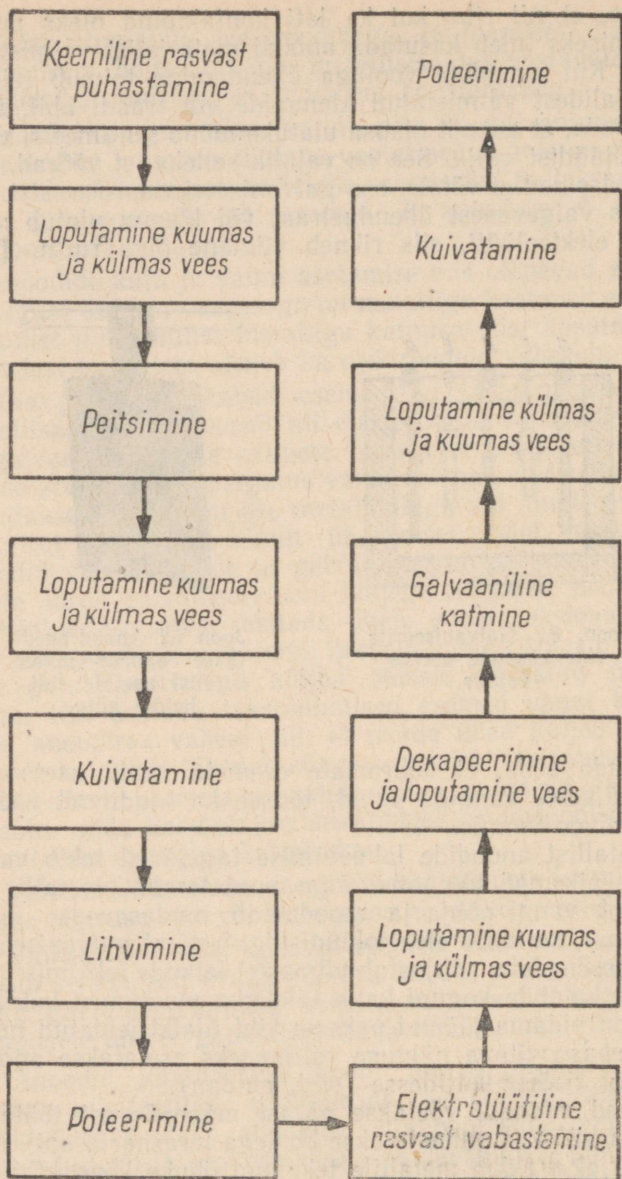 Keemiline rasvast
puhastamine
Loputamine kuumas
ja külmas vees
Peitsimine
Loputamine kuumas
ja külmas vees
Kuivatamine
Lihvimine
Poleerimine
Elektrolüütiline
rasvast vabastamine
Loputamine kuumas
ja külmas vees
Dekapeerimine
ja loputamine vees
Galvaaniline
katmine
Loputamine külmas
ja kuumas vees
Kuivatamine
Poleerimine